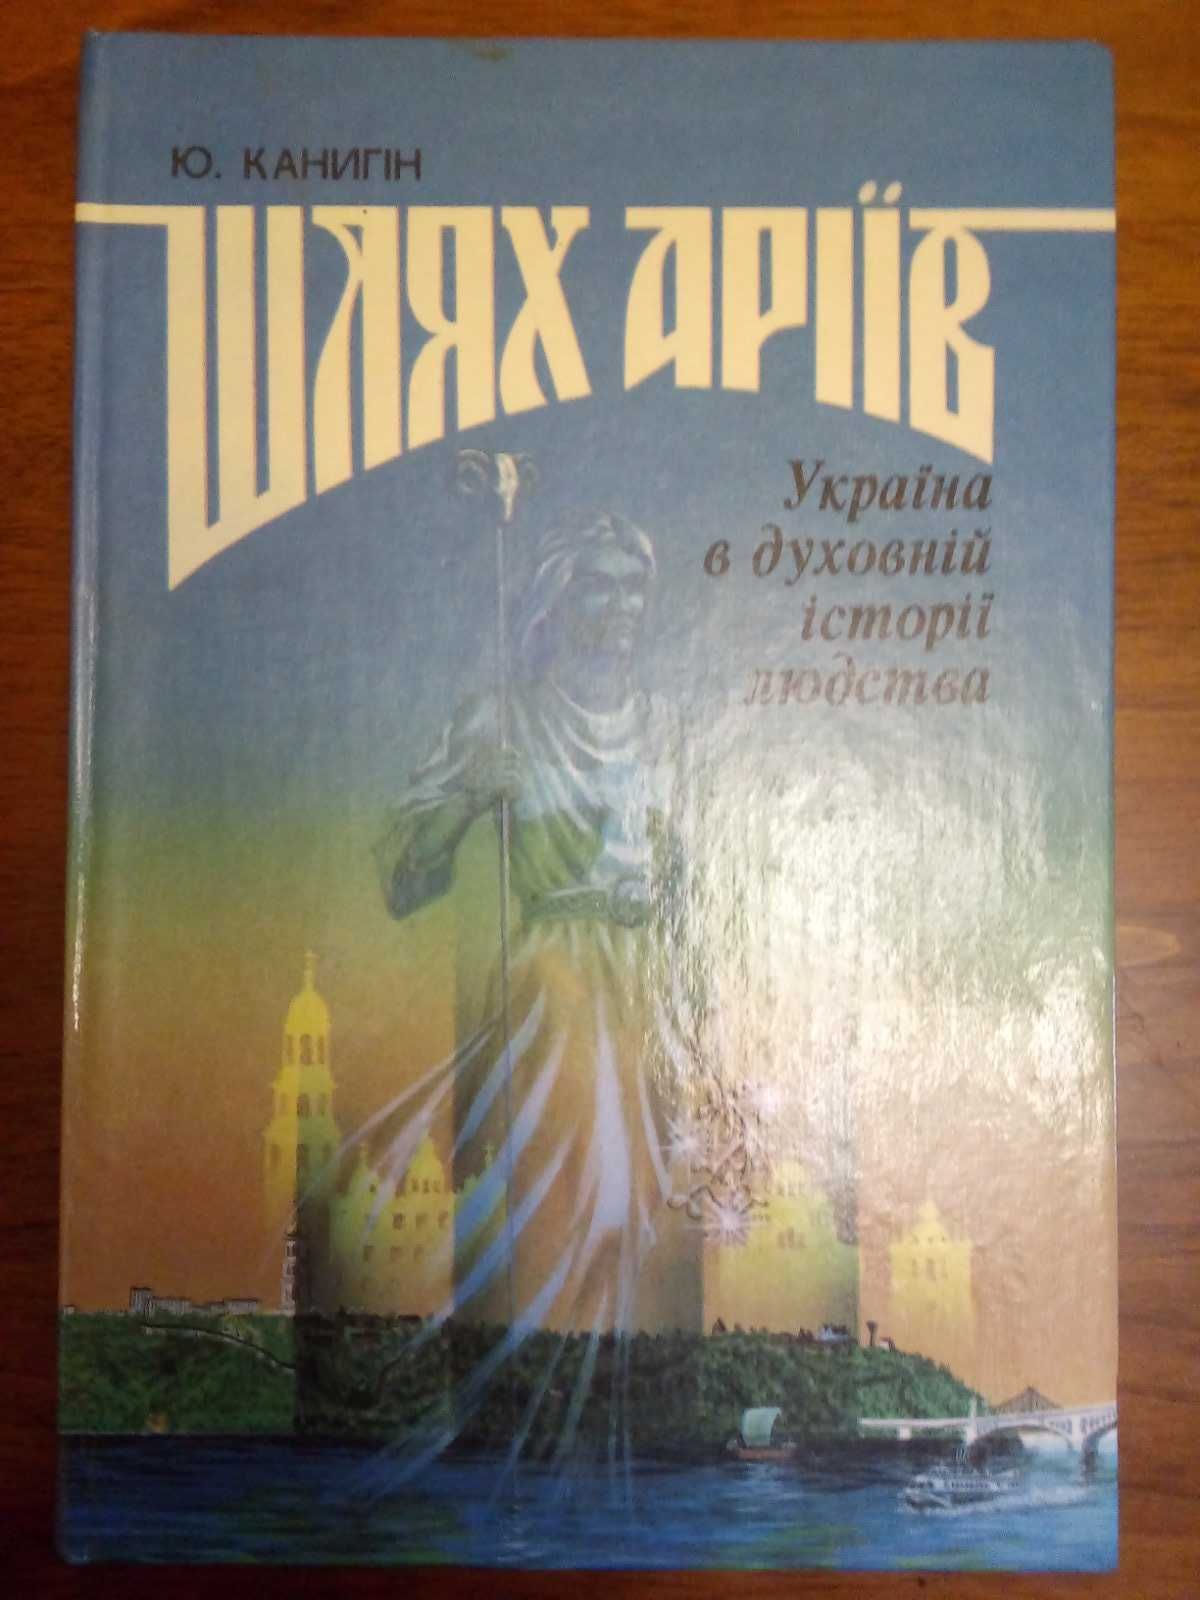 Ю. КАНИГІН
ШЛЯХ АРІЇВ
Україна
в духовній
історії
людства